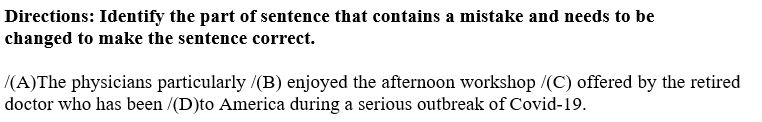 Directions: Identify the part of sentence that contains a mistake and needs to be
changed to make the sentence correct.
/(A)The physicians particularly /(B) enjoyed the afternoon workshop /(C) offered by the retired
doctor who has been /(D)to America during a serious outbreak of Covid-19.